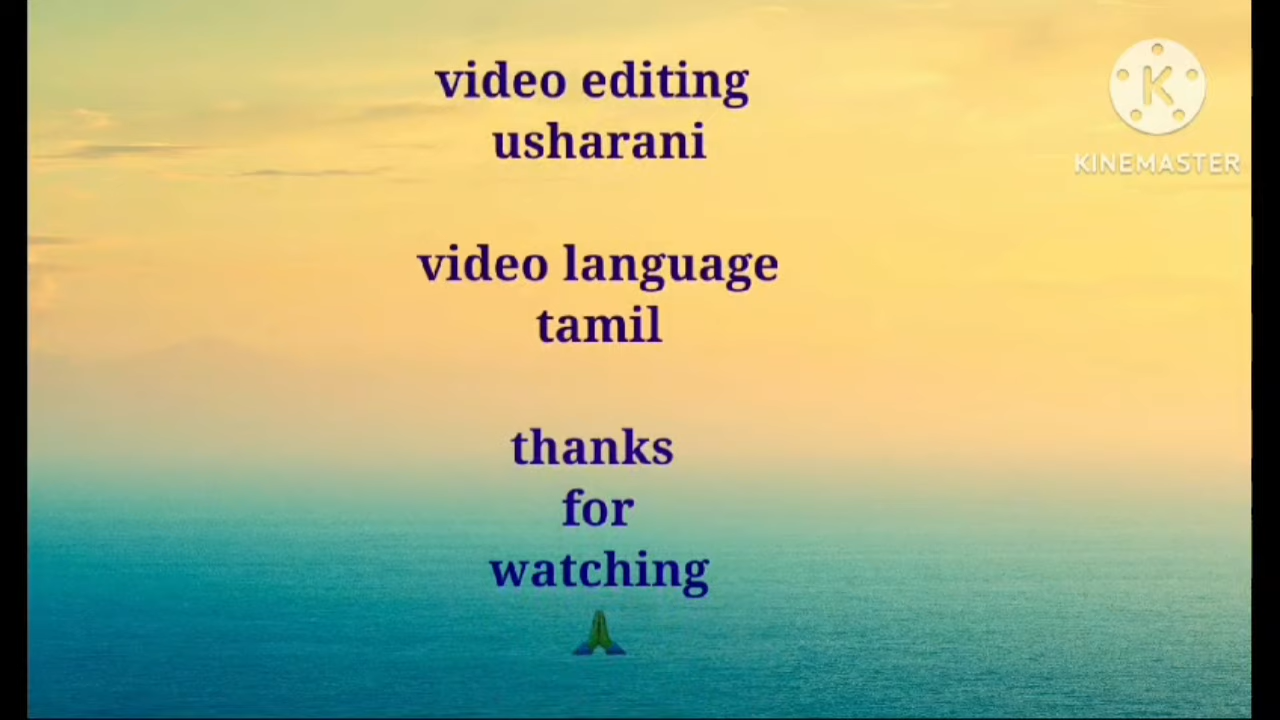 video editing
usharani
video language
tamil
thanks
for
watching
🙏
K
KINEMASTER